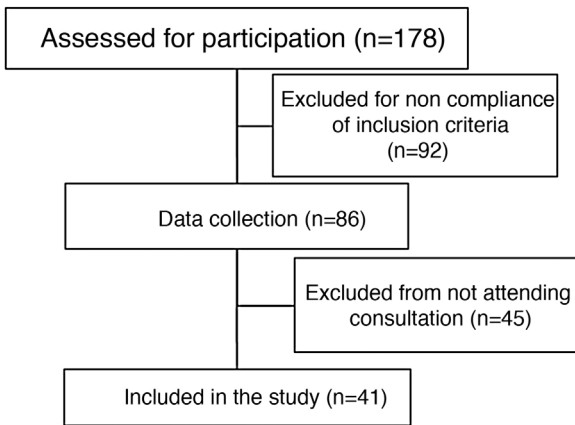 Assessed for participation (n=178)
Excluded for non compliance
of inclusion criteria
(n=92)
Data collection (n=86)
Excluded from not attending
consultation (n=45)
Included in the study (n=41)